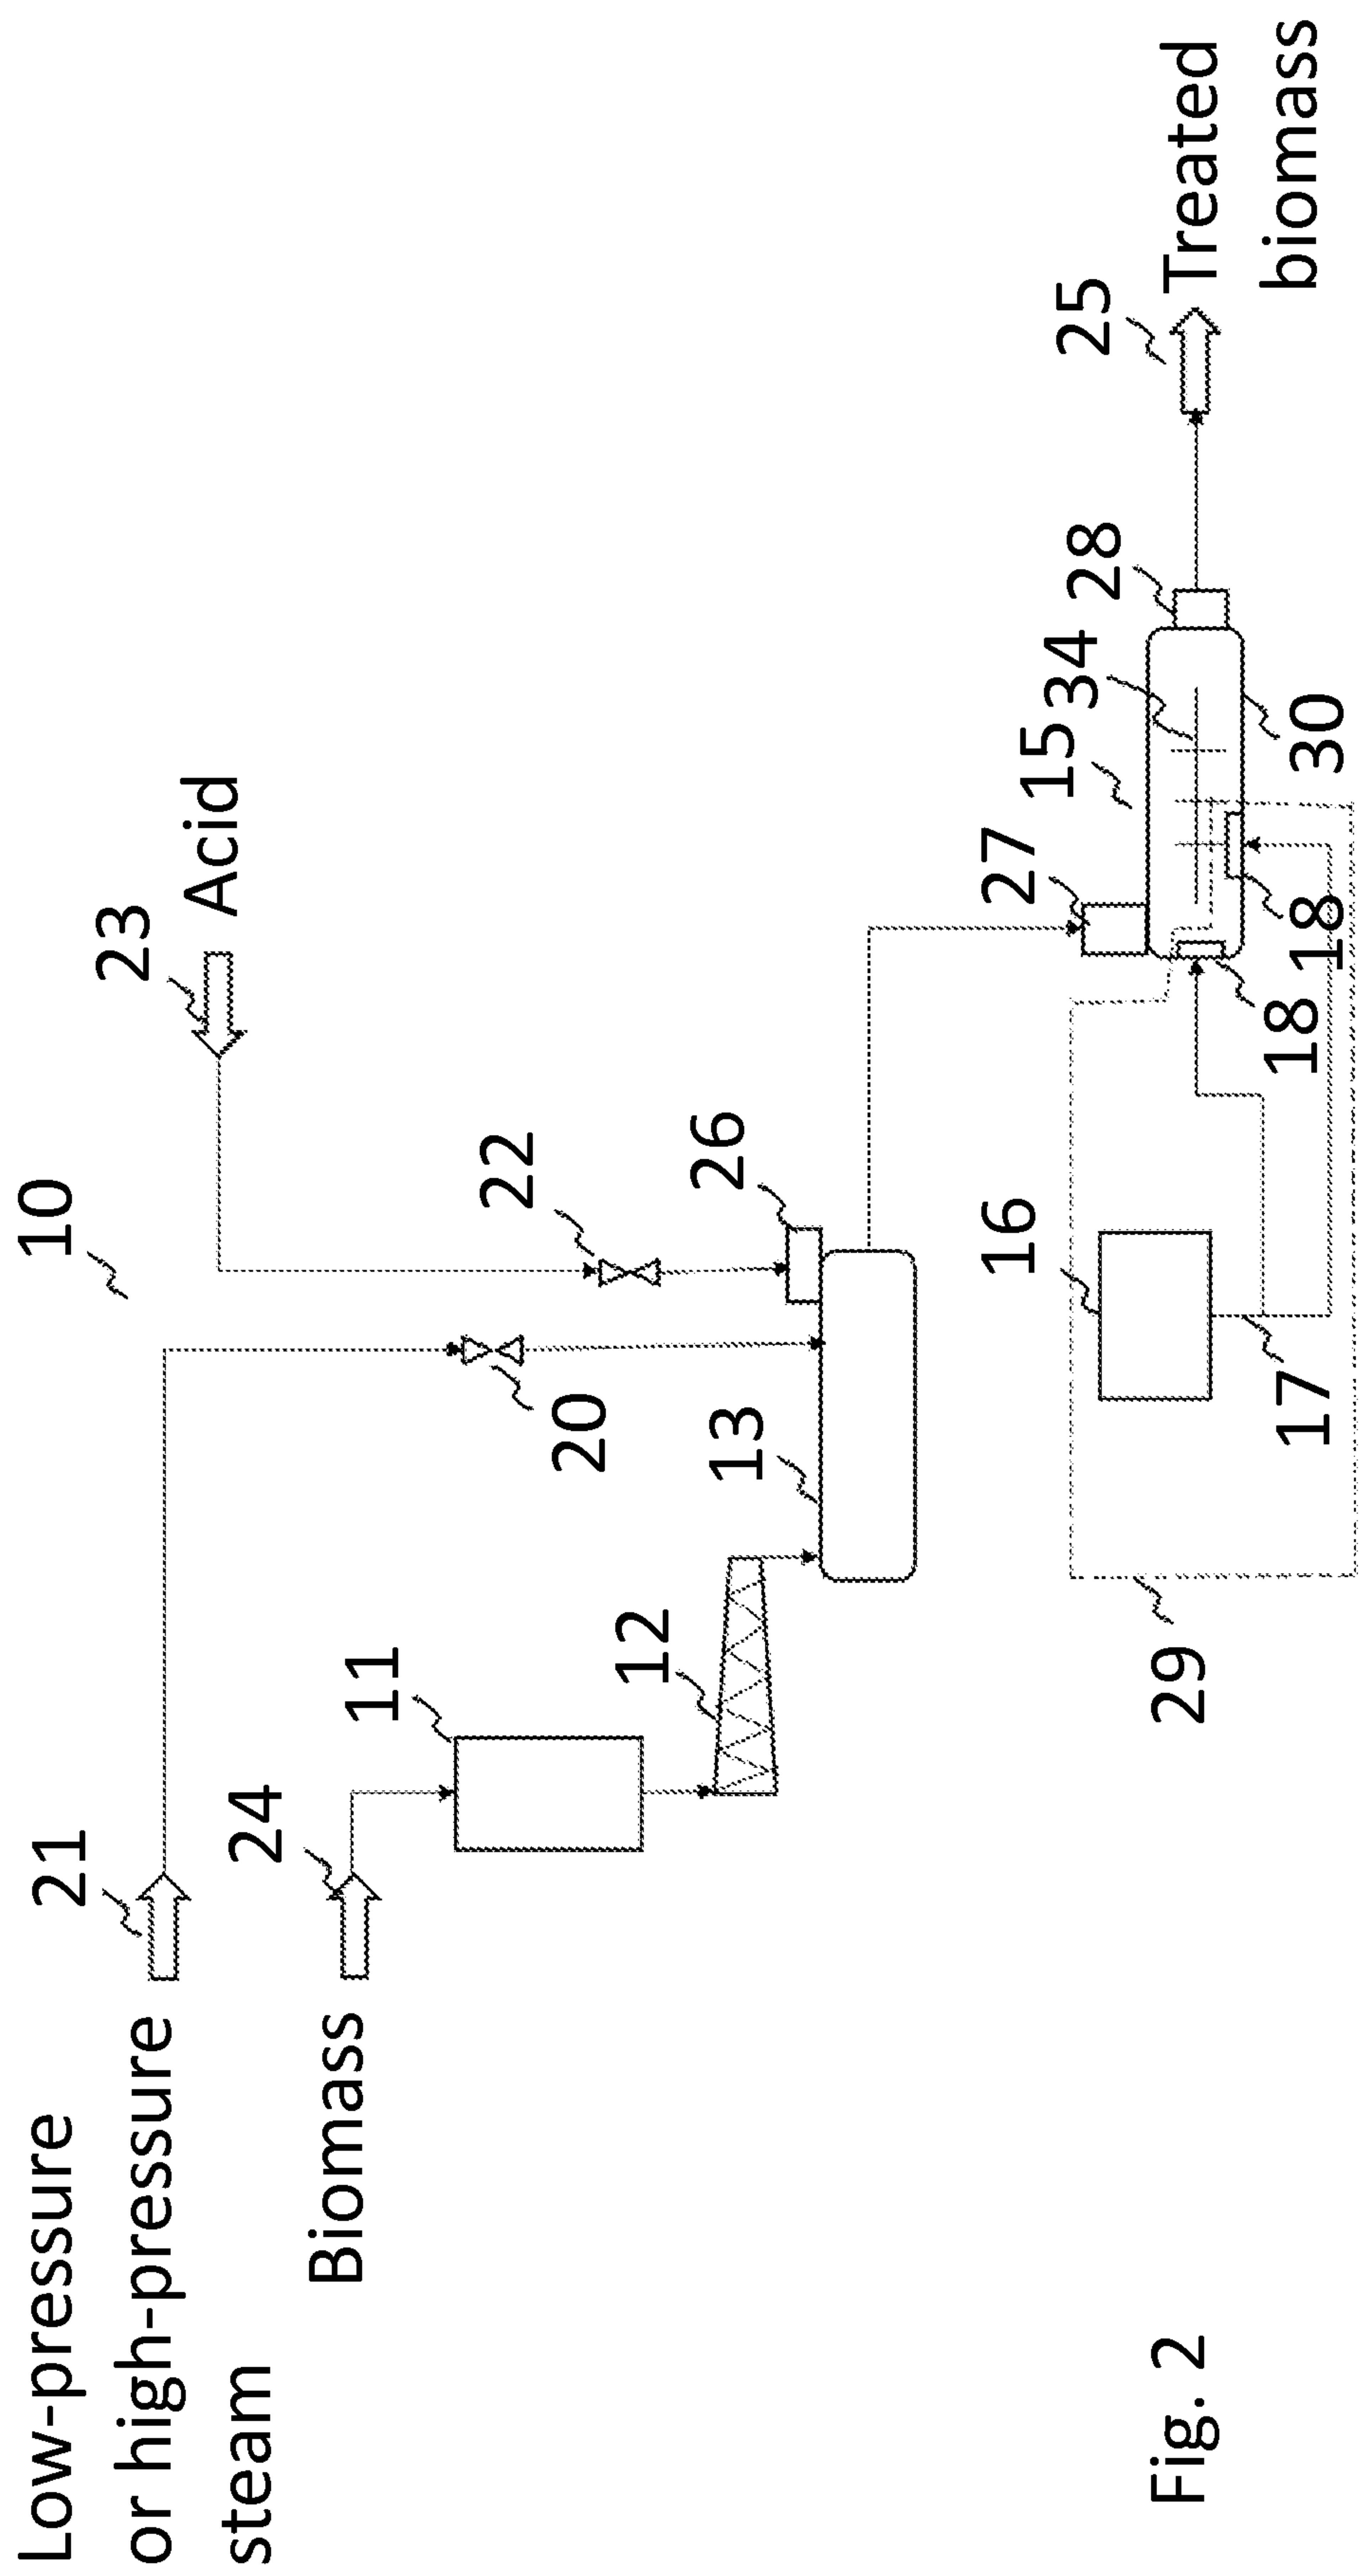 Low-pressure
or high-pressure
steam
21
10
23
Acid
Biomass
24
11
12
20
22
13
26
27
15
34
28
25
Treated
biomass
16
17
18
18
30
29
Fig. 2